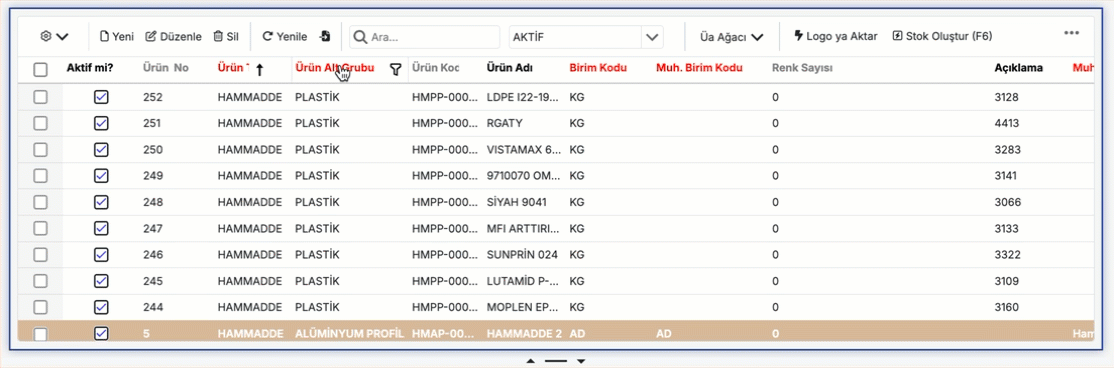 Yeni Düzenle Sil Yenile Ara... AKTİF Üa Ağacı Logo ya Aktar Stok Oluştur (F6)
Aktif mi? Ürün No Ürün Ürün Alt Grubu Ürün Koc Ürün Adı Birim Kodu Muh. Birim Kodu Renk Sayısı Açıklama Muh
252 HAMMADDE PLASTİK HMPP-000... LDPE I22-19... KG 0 3128
251 HAMMADDE PLASTİK HMPP-000... RGATY KG 0 4413
250 HAMMADDE PLASTİK HMPP-000... VISTAMAX 6... KG 0 3283
249 HAMMADDE PLASTİK HMPP-000... 9710070 OM... KG 0 3141
248 HAMMADDE PLASTİK HMPP-000... SİYAH 9041 KG 0 3066
247 HAMMADDE PLASTİK HMPP-000... MFI ARTTIRI... KG 0 3133
246 HAMMADDE PLASTİK HMPP-000... SUNPRİN 024 KG 0 3322
245 HAMMADDE PLASTİK HMPP-000... LUTAMİD P-... KG 0 3109
244 HAMMADDE PLASTİK HMPP-000... MOPLEN EP... KG 0 3160
5 HAMMADDE ALÜMİNYUM PROFİL HMAP-00... HAMMADDE 2 AD AD 0 Ham